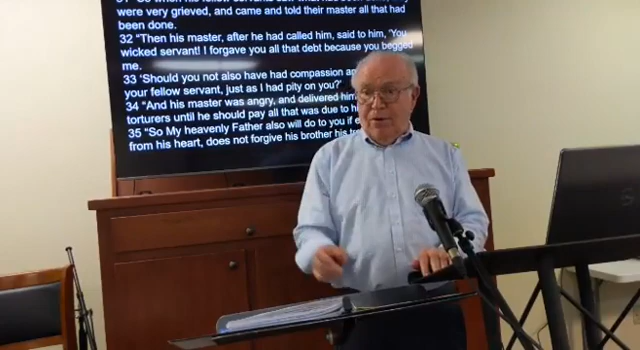 were very grieved, and came and told their master all that had
been done.
32 "Then his master, after he had called him, said to him, 'You
wicked servant! I forgave you all that debt because you begged
me.
33 'Should you not also have had compassion
your fellow servant, just as I had pity on you?'
34 "And his master was angry, and delivered
torturers until he should pay all that was due to
35 "So My heavenly Father also will do to you if
from his heart, does not forgive his brother his